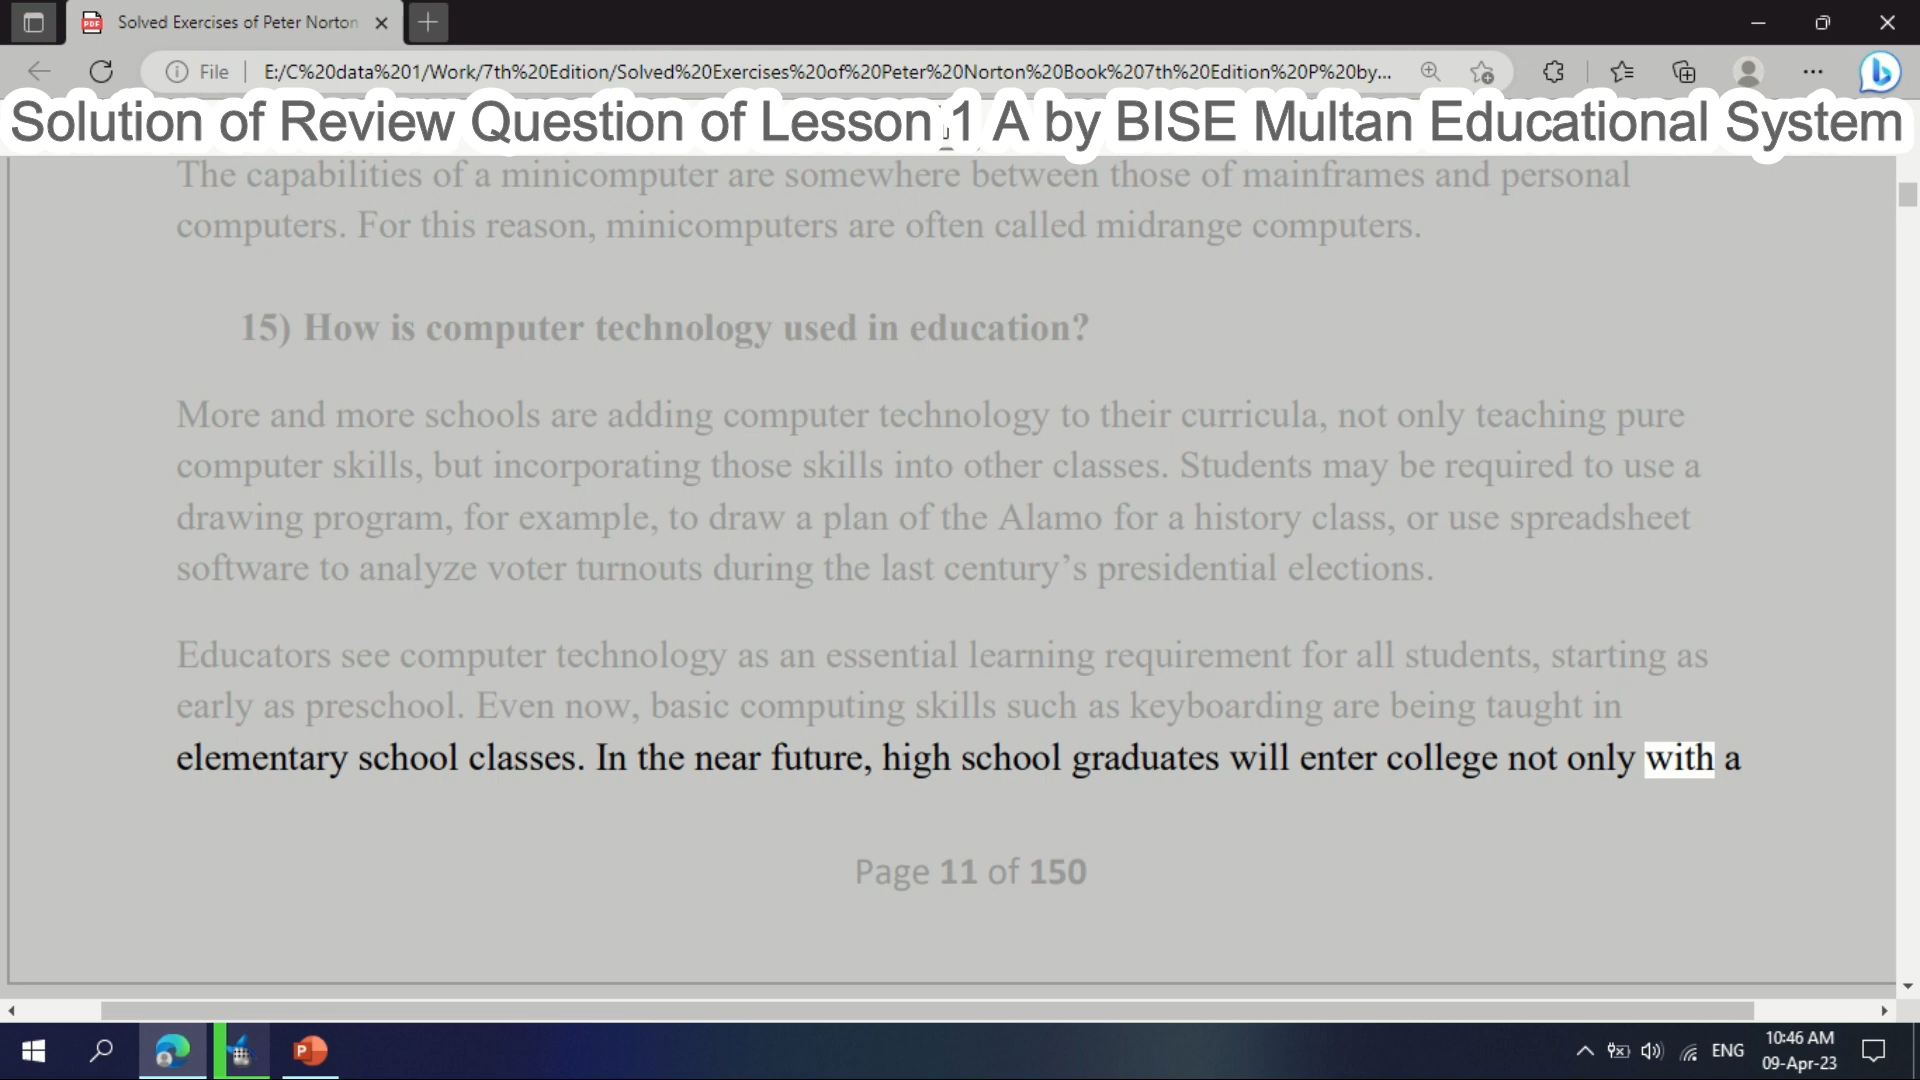 Solved Exercises of Peter Norton
File
E:/C%20data%201/Work/7th%20Edition/Solved%20Exercises%20of%20Peter%20Norton%20Book%207th%20Edition%20P%20by...
Solution of Review Question of Lesson 1 A by BISE Multan Educational System
The capabilities of a minicomputer are somewhere between those of mainframes and personal
computers. For this reason, minicomputers are often called midrange computers.
15) How is computer technology used in education?
More and more schools are adding computer technology to their curricula, not only teaching pure
computer skills, but incorporating those skills into other classes. Students may be required to use a
drawing program, for example, to draw a plan of the Alamo for a history class, or use spreadsheet
software to analyze voter turnouts during the last century’s presidential elections.
Educators see computer technology as an essential learning requirement for all students, starting as
early as preschool. Even now, basic computing skills such as keyboarding are being taught in
elementary school classes. In the near future, high school graduates will enter college not only with a
Page 11 of 150
ENG
10:46 AM
09-Apr-23